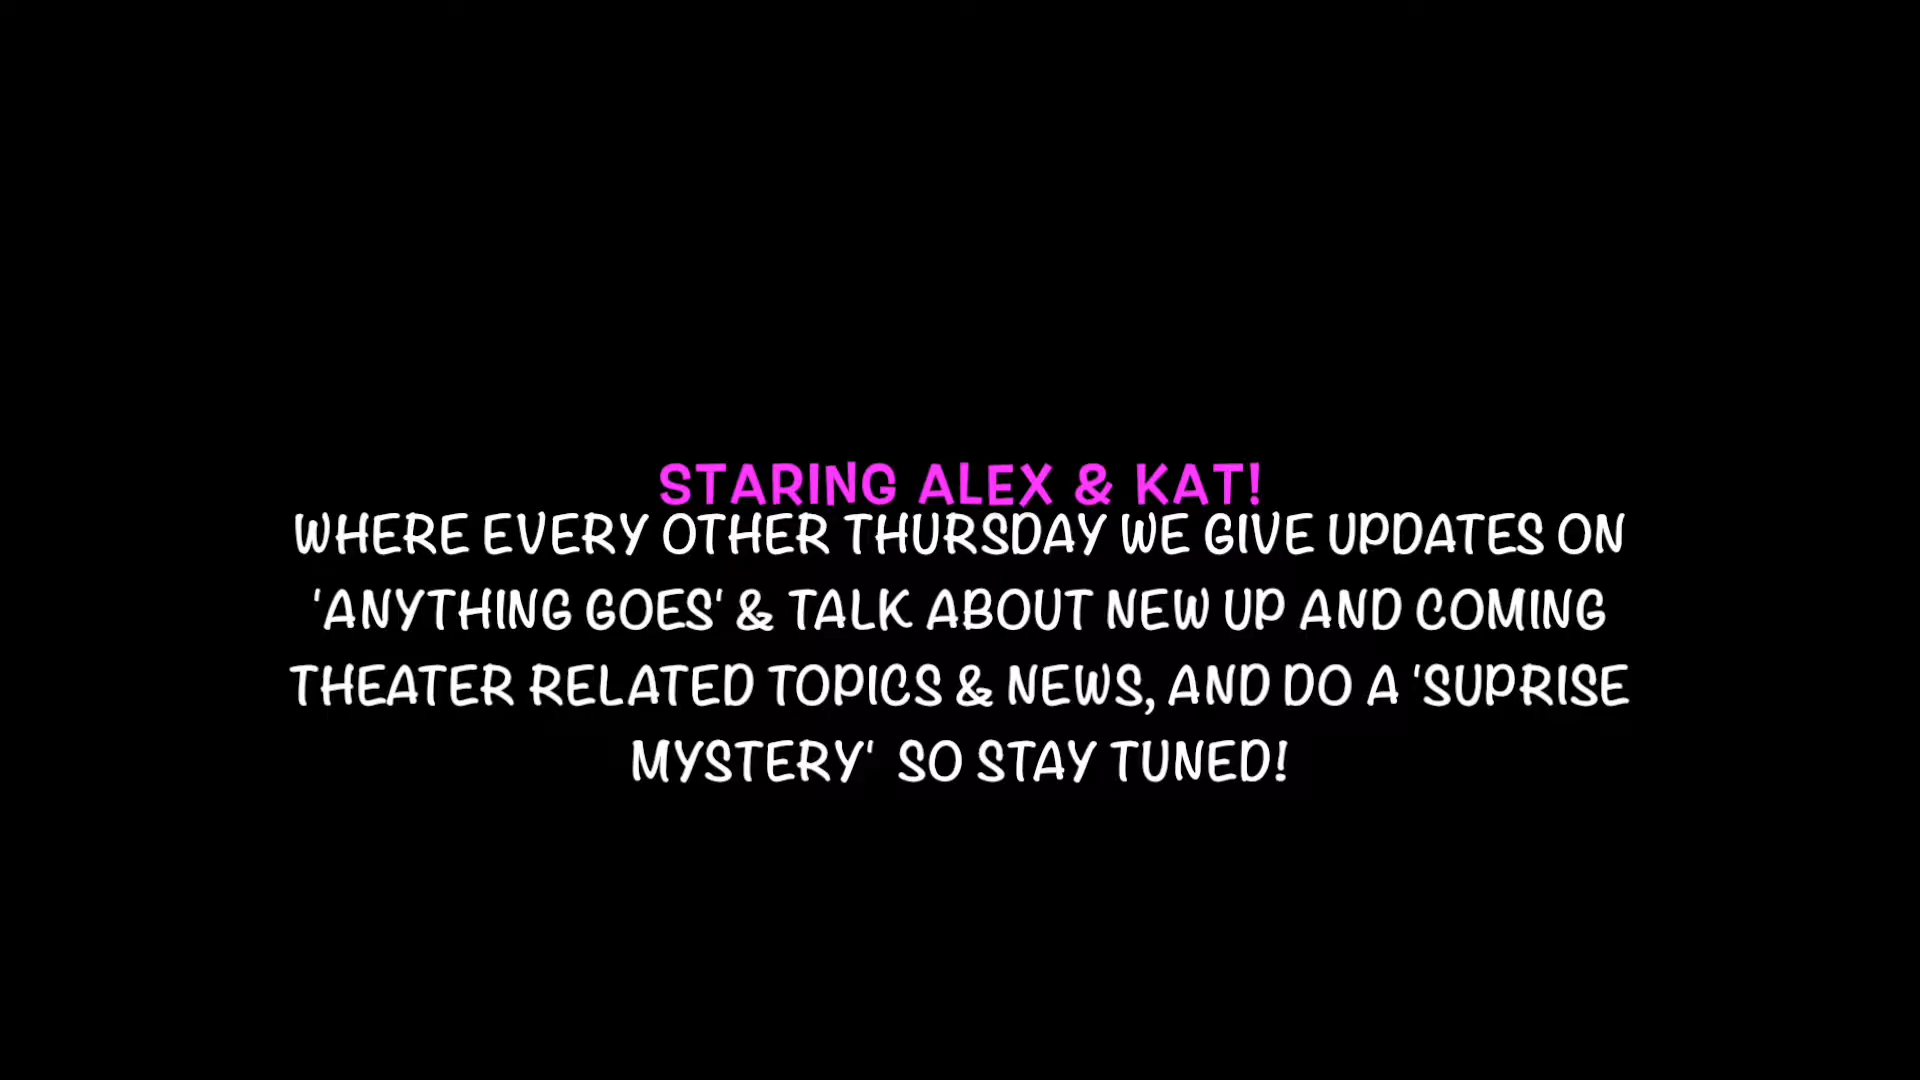 STARING ALEX & KAT!
WHERE EVERY OTHER THURSDAY WE GIVE UPDATES ON
'ANYTHING GOES' & TALK ABOUT NEW UP AND COMING
THEATER RELATED TOPICS & NEWS, AND DO A 'SUPRISE
MYSTERY'  SO STAY TUNED!